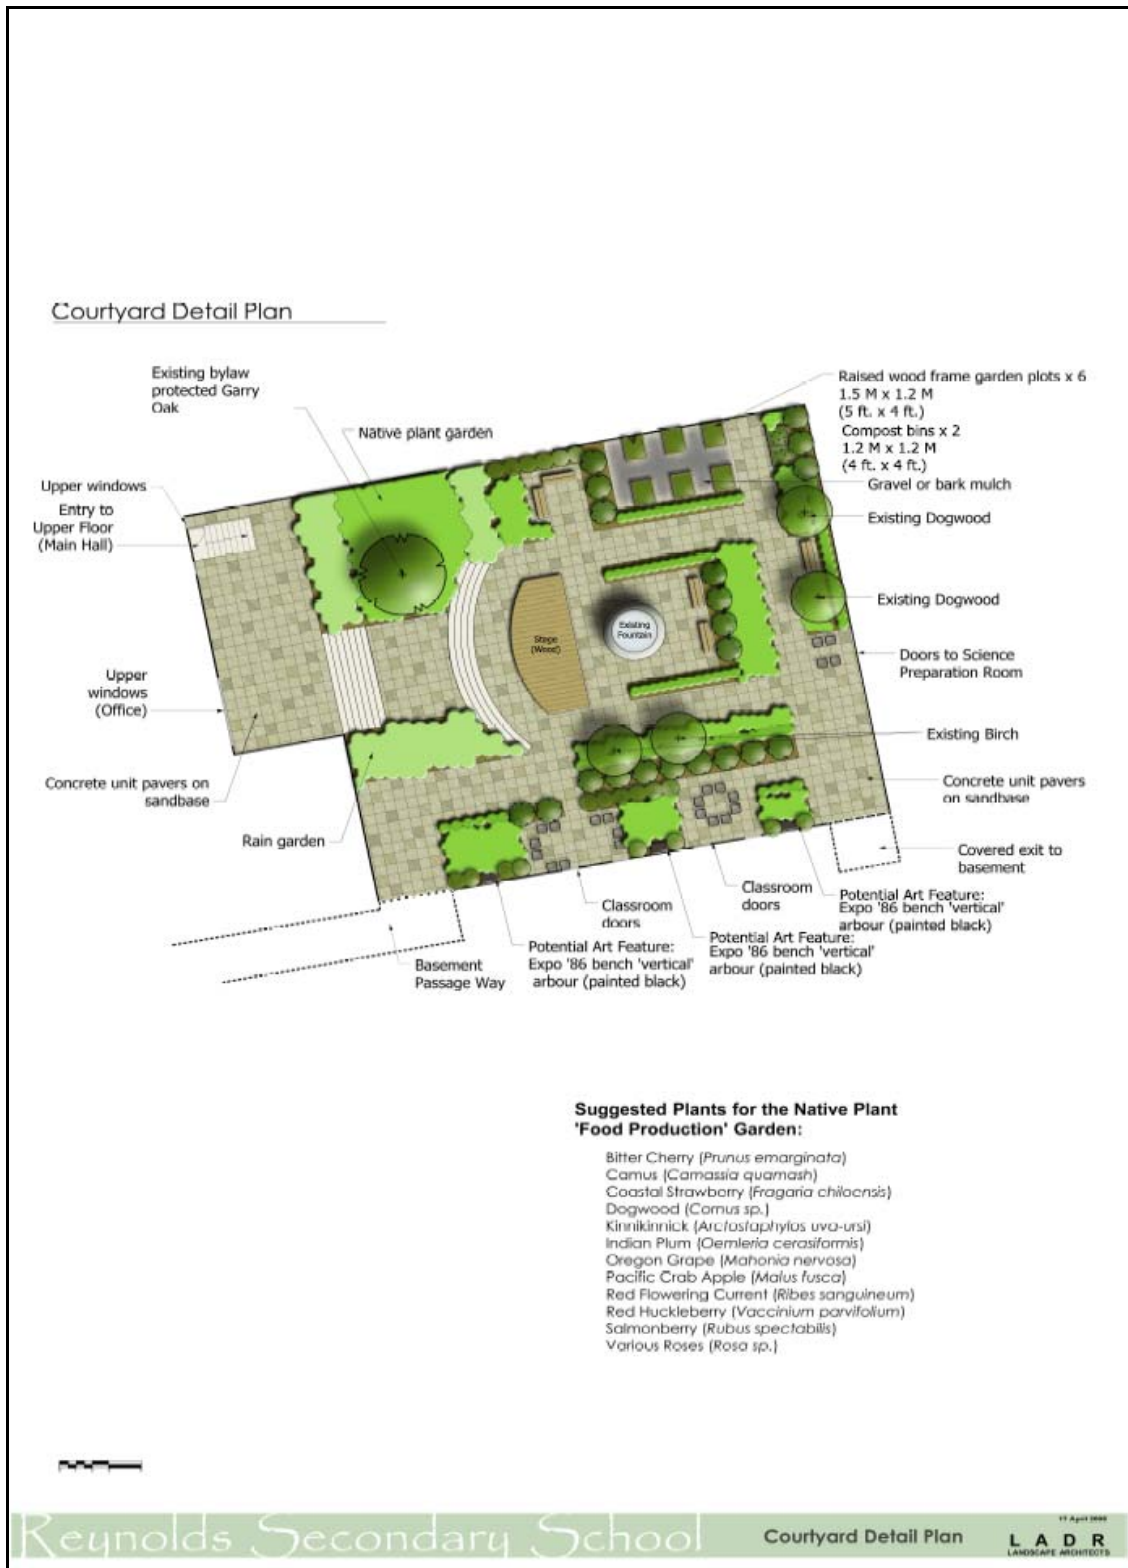 Courtyard Detail Plan
Existing bylaw
protected Garry
Oak
Native plant garden
Upper windows
Entry to
Upper Floor
(Main Hall)
Upper
windows
(Office)
Concrete unit pavers on
sandbase
Rain garden
Basement
Passage Way
Stage
(Wood)
Existing
Fountain
Raised wood frame garden plots x 6
1.5 M x 1.2 M
(5 ft. x 4 ft.)
Compost bins x 2
1.2 M x 1.2 M
(4 ft. x 4 ft.)
Gravel or bark mulch
Existing Dogwood
Existing Dogwood
Doors to Science
Preparation Room
Existing Birch
Concrete unit pavers
on sandbase
Covered exit to
basement
Potential Art Feature:
Expo '86 bench 'vertical'
arbour (painted black)
Classroom
doors
Potential Art Feature:
Expo '86 bench 'vertical'
arbour (painted black)
Classroom
doors
Potential Art Feature:
Expo '86 bench 'vertical'
arbour (painted black)
Suggested Plants for the Native Plant
'Food Production' Garden:
Bitter Cherry (Prunus emarginata)
Camus (Camassia quamash)
Coastal Strawberry (Fragaria chiloensis)
Dogwood (Cornus sp.)
Kinnikinnick (Arctostaphylos uva-ursi)
Indian Plum (Oemleria cerasiformis)
Oregon Grape (Mahonia nervosa)
Pacific Crab Apple (Malus fusca)
Red Flowering Current (Ribes sanguineum)
Red Huckleberry (Vaccinium parvifolium)
Salmonberry (Rubus spectabilis)
Various Roses (Rosa sp.)
Reynolds Secondary School
Courtyard Detail Plan
April
L A D R
LANDSCAPE ARCHITECTS